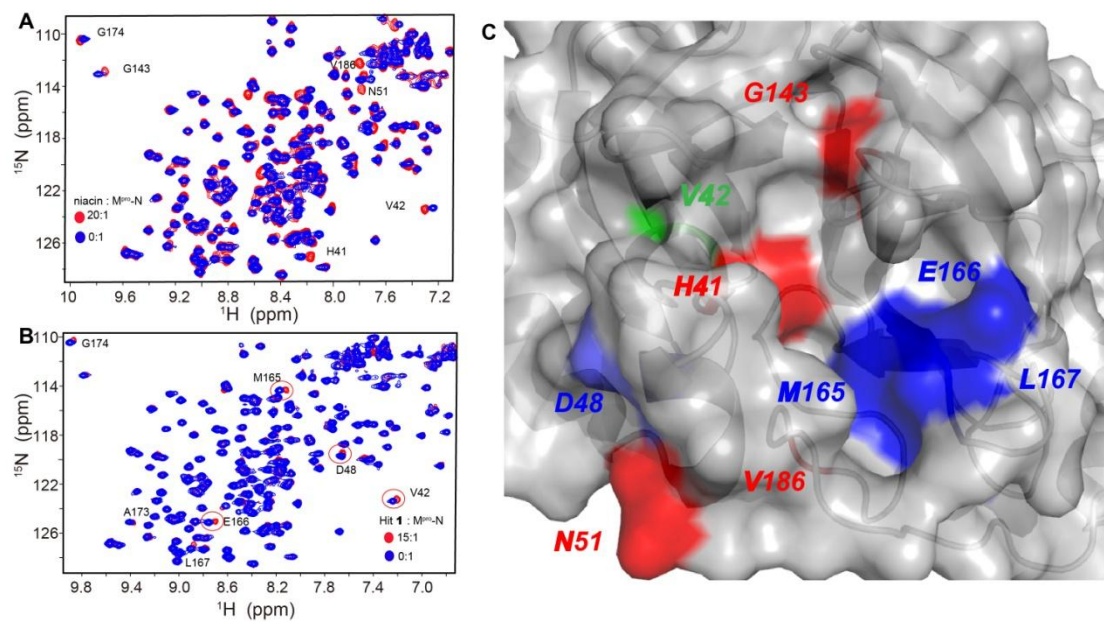 A
G174
G143
V186
N51
V42
H41
niacin : Mᵖʳᵒ-N
20:1
0:1
110
114
118
122
126
¹⁵N (ppm)
10 9.6 9.2 8.8 8.4 8.0 7.6 7.2
¹H (ppm)
B
G174
M165
D48
V42
A173
E166
L167
Hit 1 : Mᵖʳᵒ-N
15:1
0:1
110
114
118
122
126
¹⁵N (ppm)
9.8 9.4 9.0 8.6 8.2 7.8 7.4 7.0
¹H (ppm)
C
G143
V42
H41
E166
D48
M165
L167
V186
N51